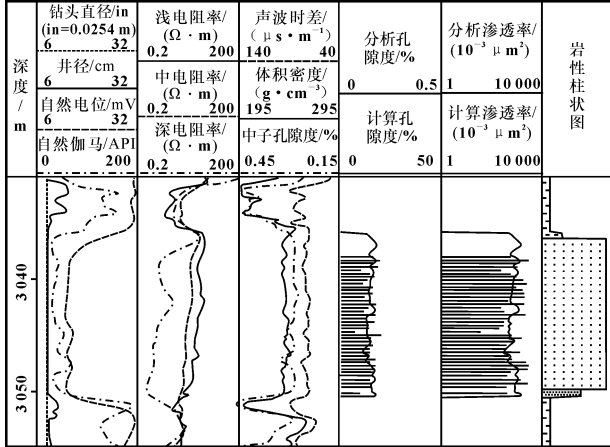 深度/m
钻头直径/in
(in=0.0254 m)
6 32
井径/cm
6 32
自然电位/mV
6 32
自然伽马/API
0 200
浅电阻率/
(Ω · m)
0.2 200
中电阻率/
(Ω · m)
0.2 200
深电阻率/
(Ω · m)
0.2 200
声波时差/
(μs·m⁻¹)
140 40
体积密度/
(g·cm⁻³)
195 295
中子孔隙度/%
0.45 0.15
分析孔
隙度/%
0 0.5
计算孔
隙度/%
0 50
分析渗透率/
(10⁻³ μm²)
1 10 000
计算渗透率/
(10⁻³ μm²)
1 10 000
岩性柱状图
3 040
3 050